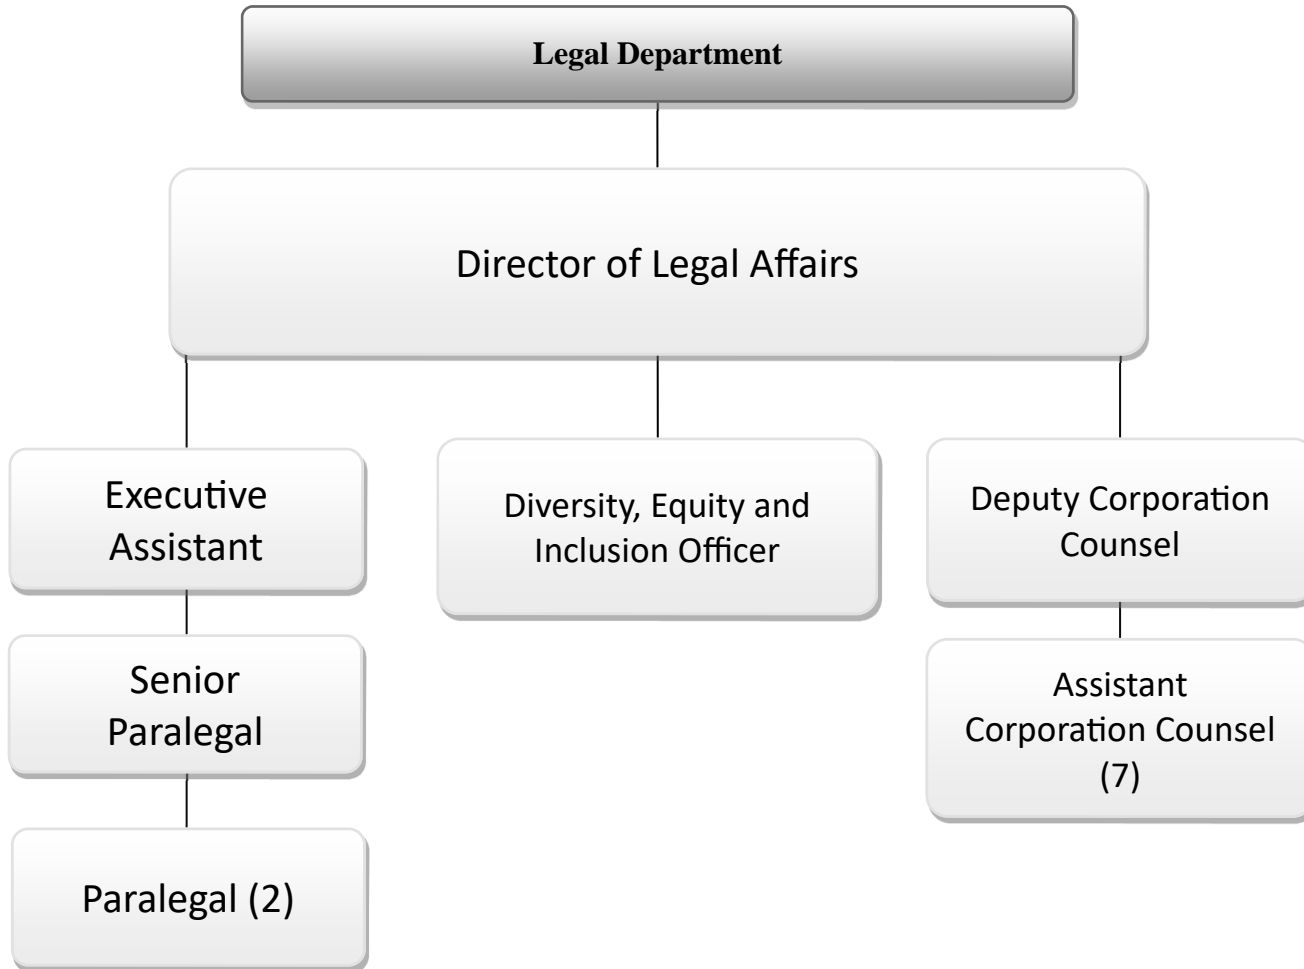 Legal Department
Director of Legal Affairs
Executive
Assistant
Diversity, Equity and
Inclusion Officer
Deputy Corporation
Counsel
Senior
Paralegal
Assistant
Corporation Counsel
(7)
Paralegal (2)